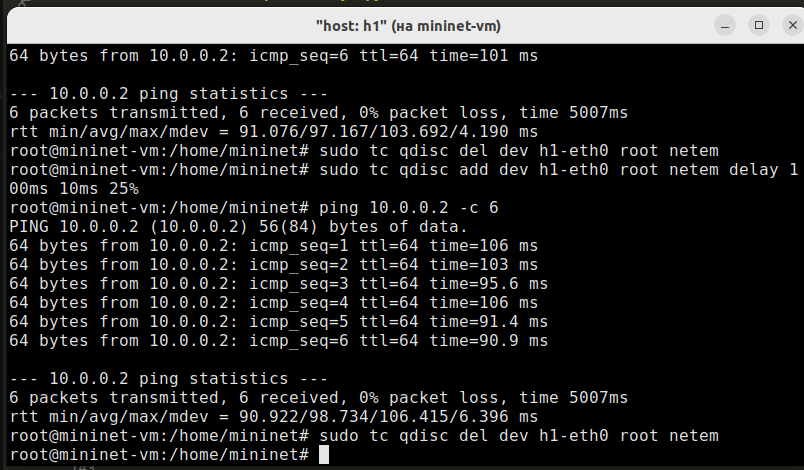 "host: h1" (на mininet-vm)
64 bytes from 10.0.0.2: icmp_seq=6 ttl=64 time=101 ms
--- 10.0.0.2 ping statistics ---
6 packets transmitted, 6 received, 0% packet loss, time 5007ms
rtt min/avg/max/mdev = 91.076/97.167/103.692/4.190 ms
root@mininet-vm:/home/mininet# sudo tc qdisc del dev h1-eth0 root netem
root@mininet-vm:/home/mininet# sudo tc qdisc add dev h1-eth0 root netem delay 1
00ms 10ms 25%
root@mininet-vm:/home/mininet# ping 10.0.0.2 -c 6
PING 10.0.0.2 (10.0.0.2) 56(84) bytes of data.
64 bytes from 10.0.0.2: icmp_seq=1 ttl=64 time=106 ms
64 bytes from 10.0.0.2: icmp_seq=2 ttl=64 time=103 ms
64 bytes from 10.0.0.2: icmp_seq=3 ttl=64 time=95.6 ms
64 bytes from 10.0.0.2: icmp_seq=4 ttl=64 time=106 ms
64 bytes from 10.0.0.2: icmp_seq=5 ttl=64 time=91.4 ms
64 bytes from 10.0.0.2: icmp_seq=6 ttl=64 time=90.9 ms
--- 10.0.0.2 ping statistics ---
6 packets transmitted, 6 received, 0% packet loss, time 5007ms
rtt min/avg/max/mdev = 90.922/98.734/106.415/6.396 ms
root@mininet-vm:/home/mininet# sudo tc qdisc del dev h1-eth0 root netem
root@mininet-vm:/home/mininet#